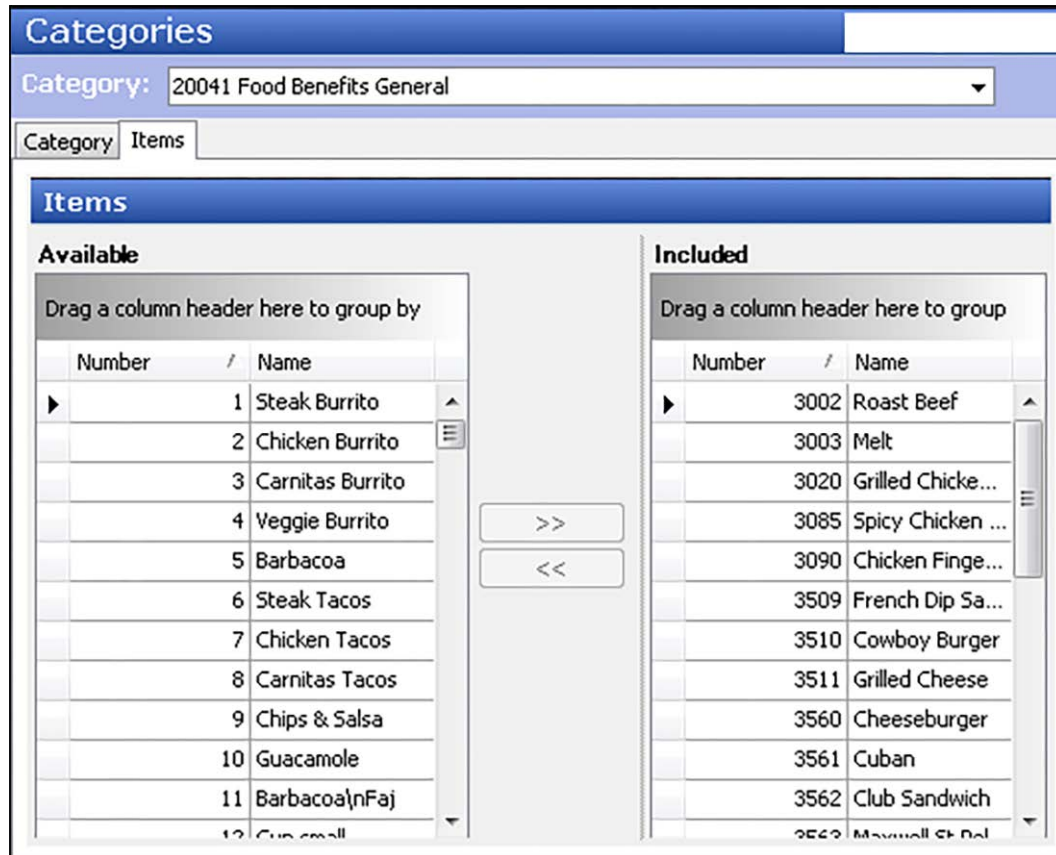 Categories
Category: 20041 Food Benefits General
Category Items
Items
Available
Drag a column header here to group by
Number / Name
1 Steak Burrito
2 Chicken Burrito
3 Carnitas Burrito
4 Veggie Burrito
5 Barbacoa
6 Steak Tacos
7 Chicken Tacos
8 Carnitas Tacos
9 Chips & Salsa
10 Guacamole
11 Barbacoa\nFaj
>>
<<
Included
Drag a column header here to group
Number / Name
3002 Roast Beef
3003 Melt
3020 Grilled Chicke...
3085 Spicy Chicken ...
3090 Chicken Finge...
3509 French Dip Sa...
3510 Cowboy Burger
3511 Grilled Cheese
3560 Cheeseburger
3561 Cuban
3562 Club Sandwich